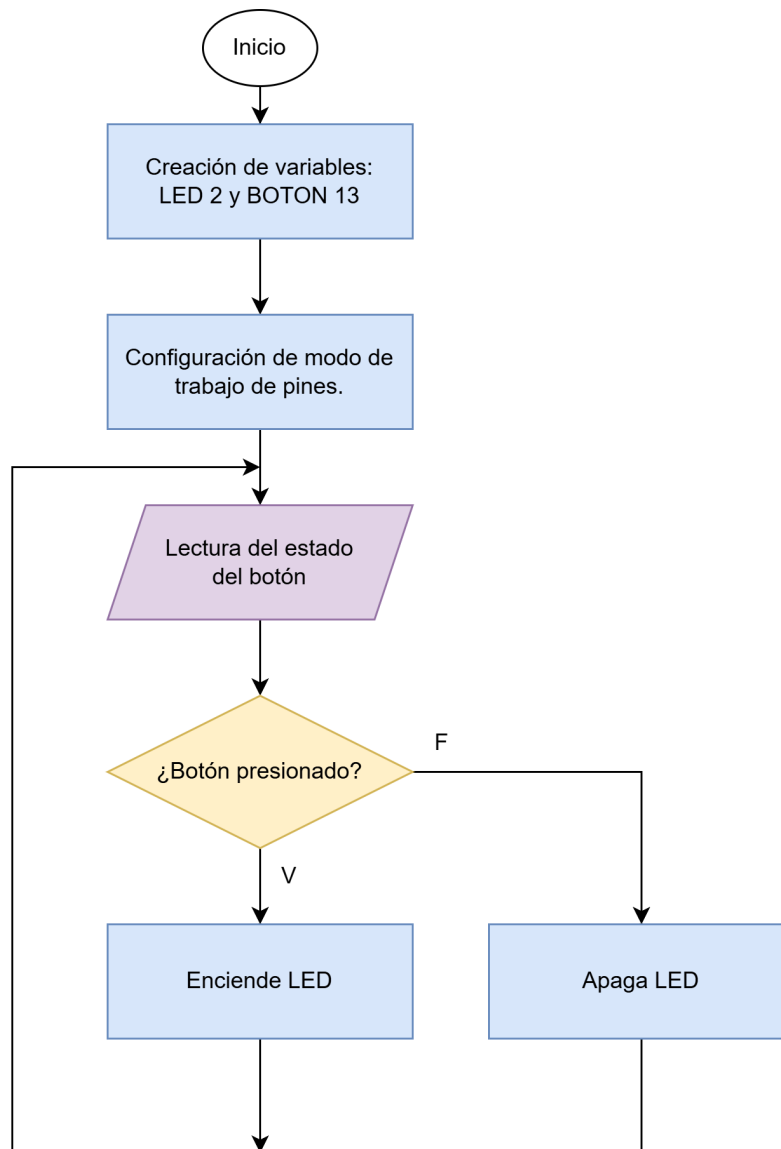 Inicio
Creación de variables:
LED 2 y BOTON 13
Configuración de modo de
trabajo de pines.
Lectura del estado
del botón
¿Botón presionado?
F
V
Enciende LED
Apaga LED